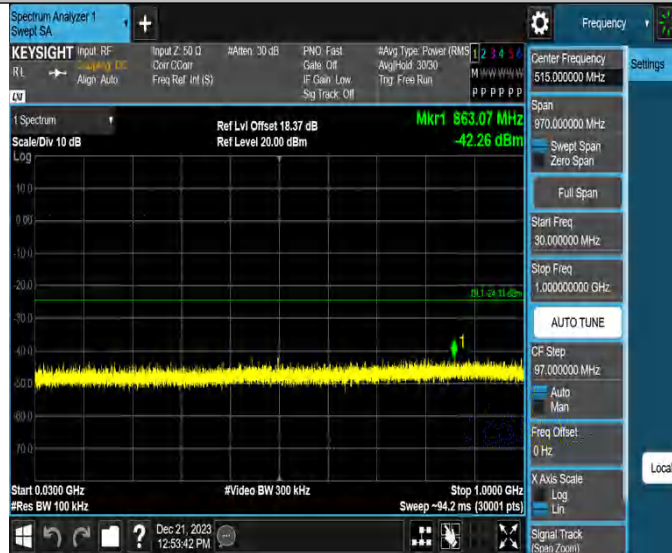 Spectrum Analyzer 1
Swept SA
+
Frequency
KEYSIGHT
RL
Input: RF
Coupling: DC
Align: Auto
Input Z: 50 Ω
Corr CCorr
Freq Ref: Int (S)
#Atten: 30 dB
PNO: Fast
Gate: Off
IF Gain: Low
Sig Track: Off
#Avg Type: Power (RMS
Avg|Hold: 30/30
Trig: Free Run
1 2 3 4 5 6
M W W W W W
P P P P P P
LXI
1 Spectrum
Scale/Div 10 dB
Log
Ref Lvl Offset 18.37 dB
Ref Level 20.00 dBm
Mkr1 863.07 MHz
-42.26 dBm
10.0
0.00
-10.0
-20.0
-30.0
-40.0
-50.0
-60.0
-70.0
1
Start 0.0300 GHz
#Res BW 100 kHz
#Video BW 300 kHz
Stop 1.0000 GHz
Sweep ~94.2 ms (30001 pts)
Dec 21, 2023
12:53:42 PM
?
Center Frequency
515.000000 MHz
Settings
Span
970.000000 MHz
Swept Span
Zero Span
Full Span
Start Freq
30.000000 MHz
Stop Freq
1.000000000 GHz
AUTO TUNE
CF Step
97.000000 MHz
Auto
Man
Freq Offset
0 Hz
X Axis Scale
Log
Lin
Local
Signal Track
(Span Zoom)